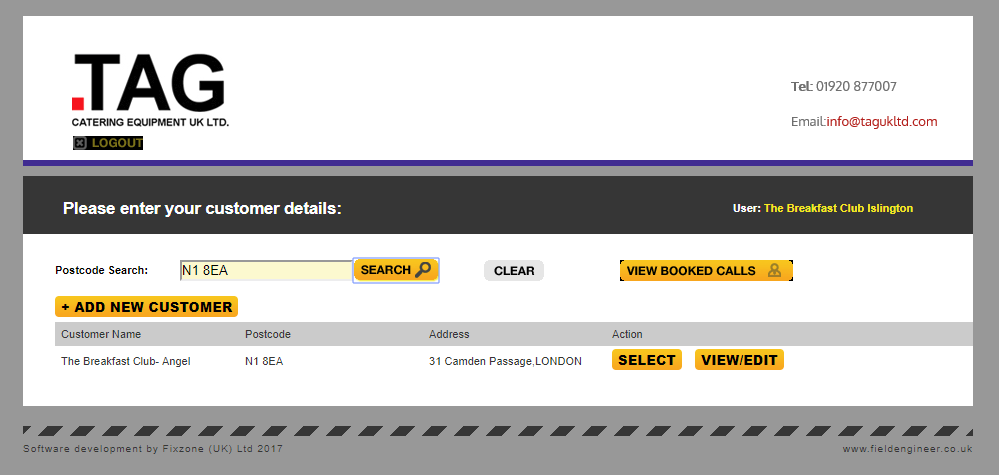 .TAG
CATERING EQUIPMENT UK LTD.
LOGOUT
Tel: 01920 877007
Email:info@tagukltd.com
Please enter your customer details:
User: The Breakfast Club Islington
Postcode Search: N1 8EA SEARCH CLEAR VIEW BOOKED CALLS
+ ADD NEW CUSTOMER
Customer Name Postcode Address Action
The Breakfast Club- Angel N1 8EA 31 Camden Passage,LONDON SELECT VIEW/EDIT
Software development by Fixzone (UK) Ltd 2017 www.fieldengineer.co.uk